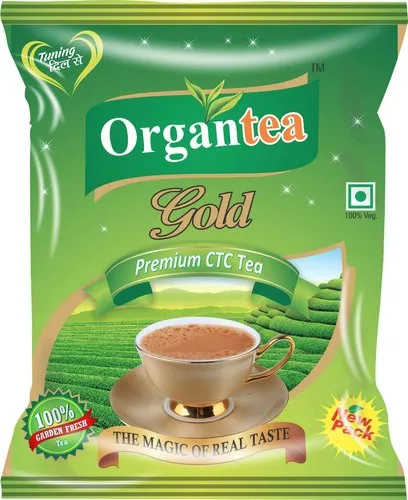 Tuning
दिल से
TM
Organtea
Gold
100% Veg.
Premium CTC Tea
100%
GARDEN FRESH
Tea
New
Pack
THE MAGIC OF REAL TASTE